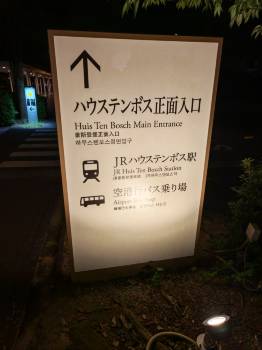 ハウステンボス正面入口
Huis Ten Bosch Main Entrance
豪斯登堡正面入口
하우스텐보스정면입구
JRハウステンボス駅
JR Huis Ten Bosch Station
空港行バス乗り場
Airport